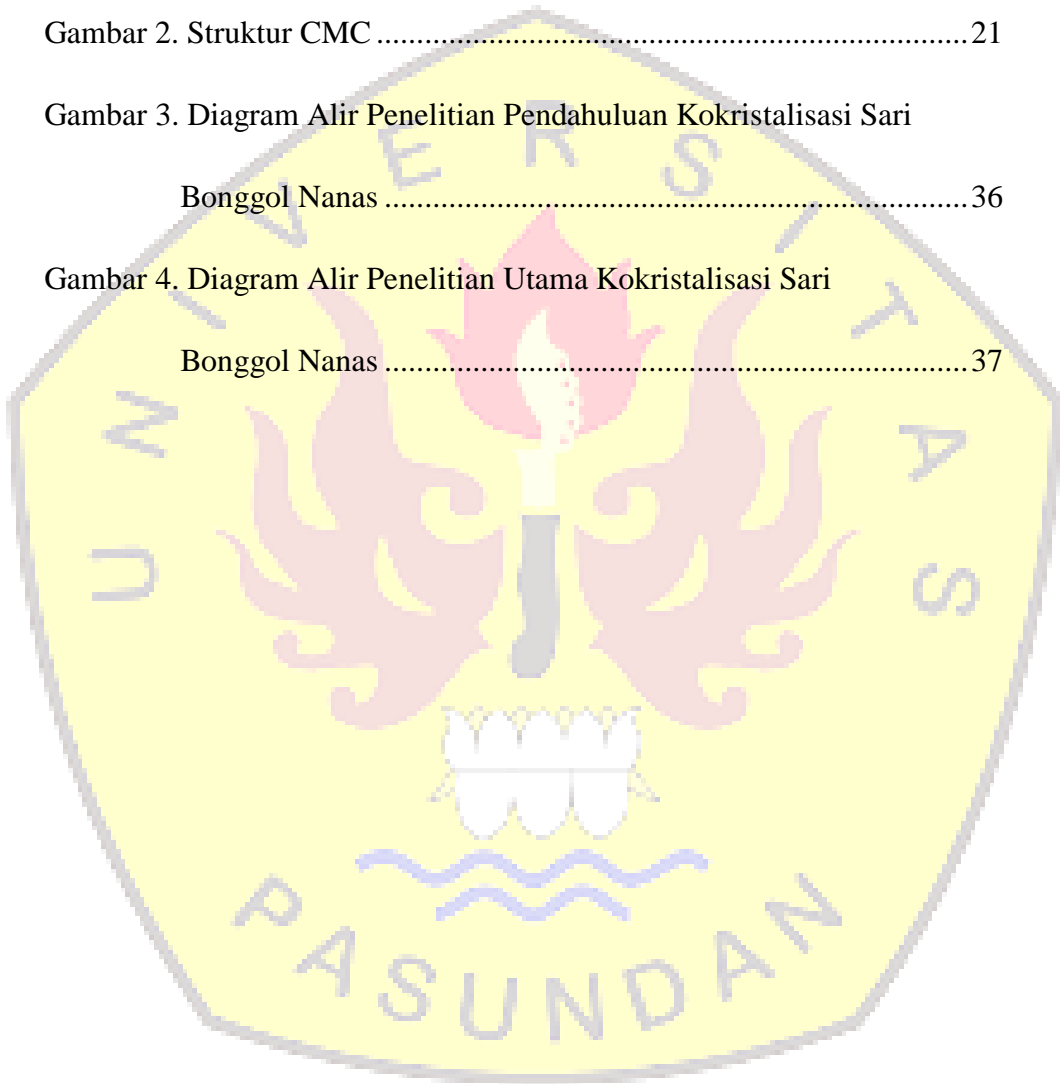 Gambar 2. Struktur CMC ........................................................................ 21
Gambar 3. Diagram Alir Penelitian Pendahuluan Kokristalisasi Sari
Bonggol Nanas ....................................................................... 36
Gambar 4. Diagram Alir Penelitian Utama Kokristalisasi Sari
Bonggol Nanas ....................................................................... 37
UNIVERSITAS
PASUNDAN